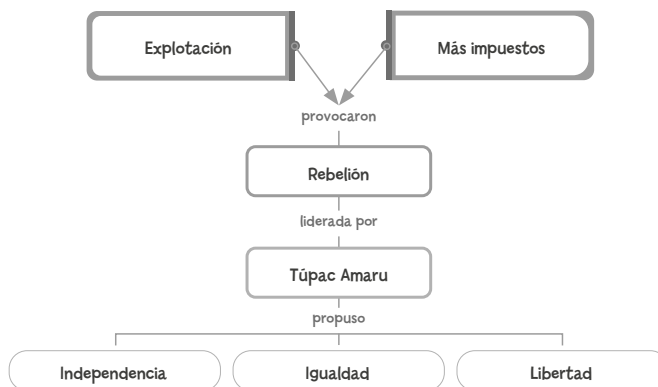 Explotación
Más impuestos
provocaron
Rebelión
liderada por
Túpac Amaru
propuso
Independencia
Igualdad
Libertad